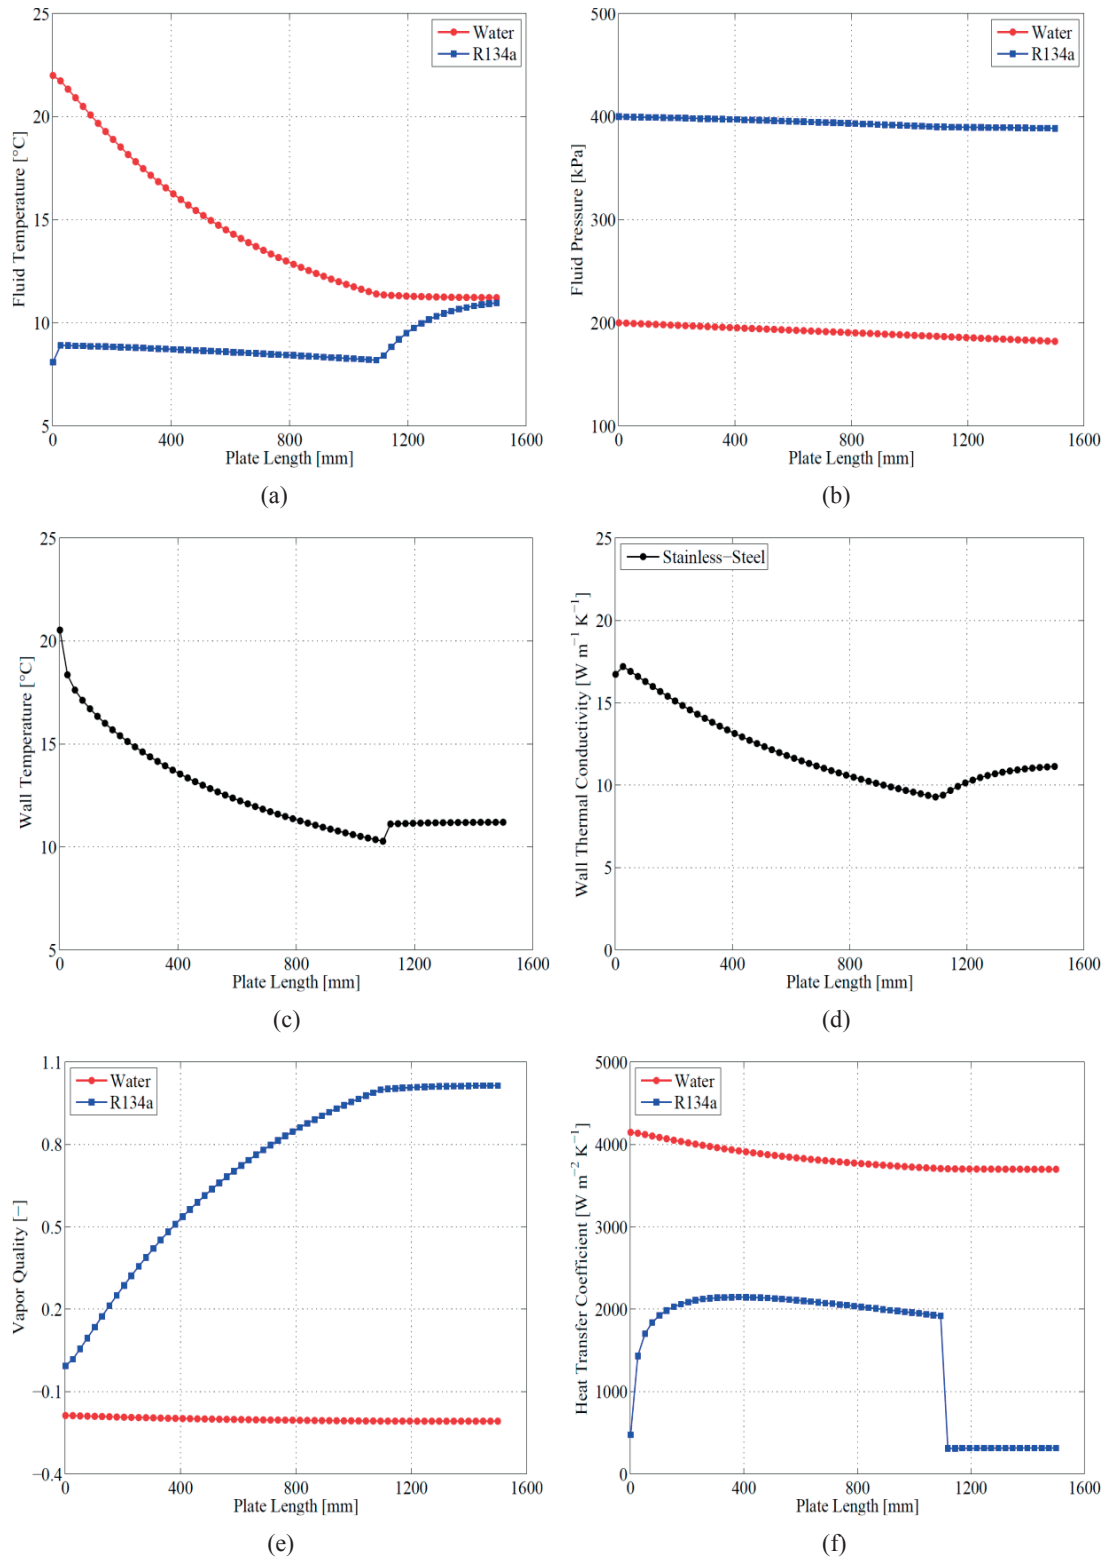 25
20
15
10
5
0
400
800
1200
1600
Fluid Temperature [°C]
Plate Length [mm]
Water
R134a
(a)
500
400
300
200
100
0
400
800
1200
1600
Fluid Pressure [kPa]
Plate Length [mm]
Water
R134a
(b)
25
20
15
10
5
0
400
800
1200
1600
Wall Temperature [°C]
Plate Length [mm]
(c)
25
20
15
10
5
0
0
400
800
1200
1600
Wall Thermal Conductivity [W m⁻¹ K⁻¹]
Plate Length [mm]
Stainless−Steel
(d)
1.1
0.8
0.5
0.2
−0.1
−0.4
0
400
800
1200
1600
Vapor Quality [−]
Plate Length [mm]
Water
R134a
(e)
5000
4000
3000
2000
1000
0
0
400
800
1200
1600
Heat Transfer Coefficient [W m⁻² K⁻¹]
Plate Length [mm]
Water
R134a
(f)